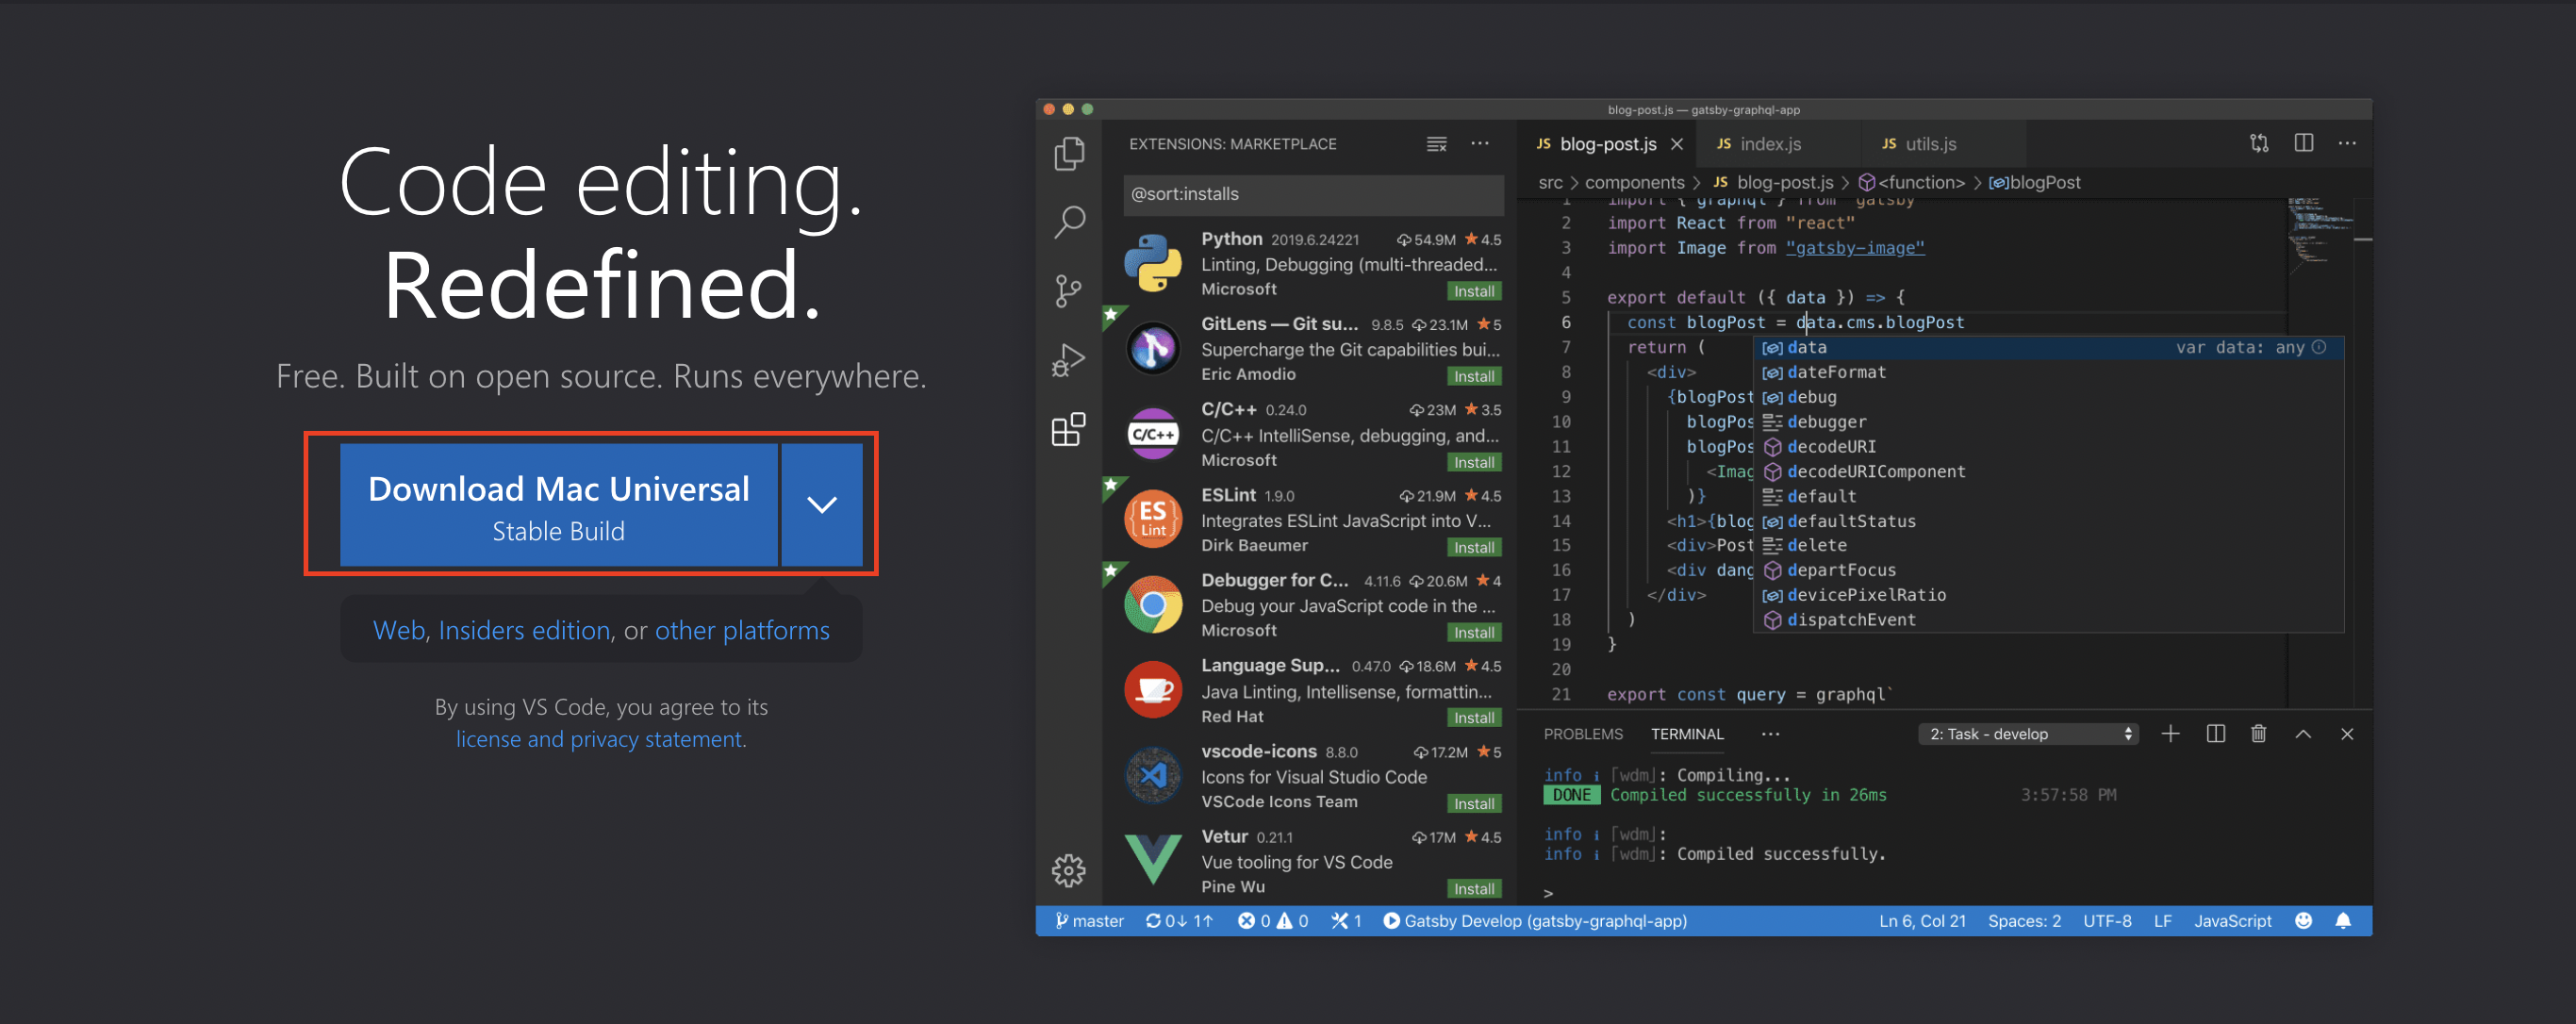 Code editing.
Redefined.
Free. Built on open source. Runs everywhere.
Download Mac Universal
Stable Build
Web, Insiders edition, or other platforms
By using VS Code, you agree to its
license and privacy statement.
blog-post.js — gatsby-graphql-app
EXTENSIONS: MARKETPLACE
@sort:installs
Python 2019.6.24221 54.9M 4.5
Linting, Debugging (multi-threaded...
Microsoft Install
GitLens — Git su... 9.8.5 23.1M 5
Supercharge the Git capabilities bui...
Eric Amodio Install
C/C++
C/C++ 0.24.0 23M 3.5
C/C++ IntelliSense, debugging, and...
Microsoft Install
ES
Lint
ESLint 1.9.0 21.9M 4.5
Integrates ESLint JavaScript into V...
Dirk Baeumer Install
Debugger for C... 4.11.6 20.6M 4
Debug your JavaScript code in the ...
Microsoft Install
Language Sup... 0.47.0 18.6M 4.5
Java Linting, Intellisense, formattin...
Red Hat Install
vscode-icons 8.8.0 17.2M 5
Icons for Visual Studio Code
VSCode Icons Team Install
Vetur 0.21.1 17M 4.5
Vue tooling for VS Code
Pine Wu Install
JS blog-post.js JS index.js JS utils.js
src > components > JS blog-post.js > <function> > blogPost
1 import { graphql } from "gatsby"
2 import React from "react"
3 import Image from "gatsby-image"
4
5 export default ({ data }) => {
6 const blogPost = data.cms.blogPost
7 return (
8 <div>
9 {blogPost
10 blogPos
11 blogPos
12 <Imag
13 )}
14 <h1>{blog
15 <div>Post
16 <div dang
17 </div>
18 )
19 }
20
21 export const query = graphql`
data var data: any
dateFormat
debug
debugger
decodeURI
decodeURIComponent
default
defaultStatus
delete
departFocus
devicePixelRatio
dispatchEvent
PROBLEMS TERMINAL ... 2: Task - develop
info i ｢wdm｣: Compiling...
DONE Compiled successfully in 26ms 3:57:58 PM
info i ｢wdm｣:
info i ｢wdm｣: Compiled successfully.
>
master 0↓ 1↑ 0 0 1 Gatsby Develop (gatsby-graphql-app) Ln 6, Col 21 Spaces: 2 UTF-8 LF JavaScript